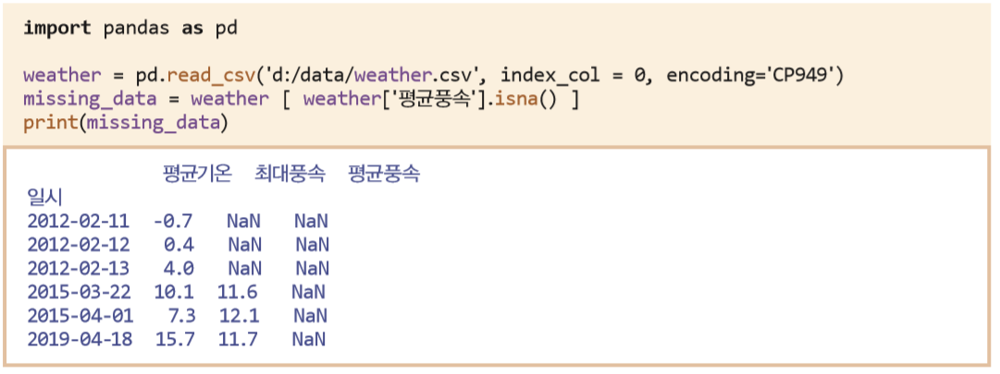 import pandas as pd
weather = pd.read_csv('d:/data/weather.csv', index_col = 0, encoding='CP949')
missing_data = weather [ weather['평균풍속'].isna() ]
print(missing_data)
평균기온 최대풍속 평균풍속
일시
2012-02-11 -0.7 NaN NaN
2012-02-12 0.4 NaN NaN
2012-02-13 4.0 NaN NaN
2015-03-22 10.1 11.6 NaN
2015-04-01 7.3 12.1 NaN
2019-04-18 15.7 11.7 NaN